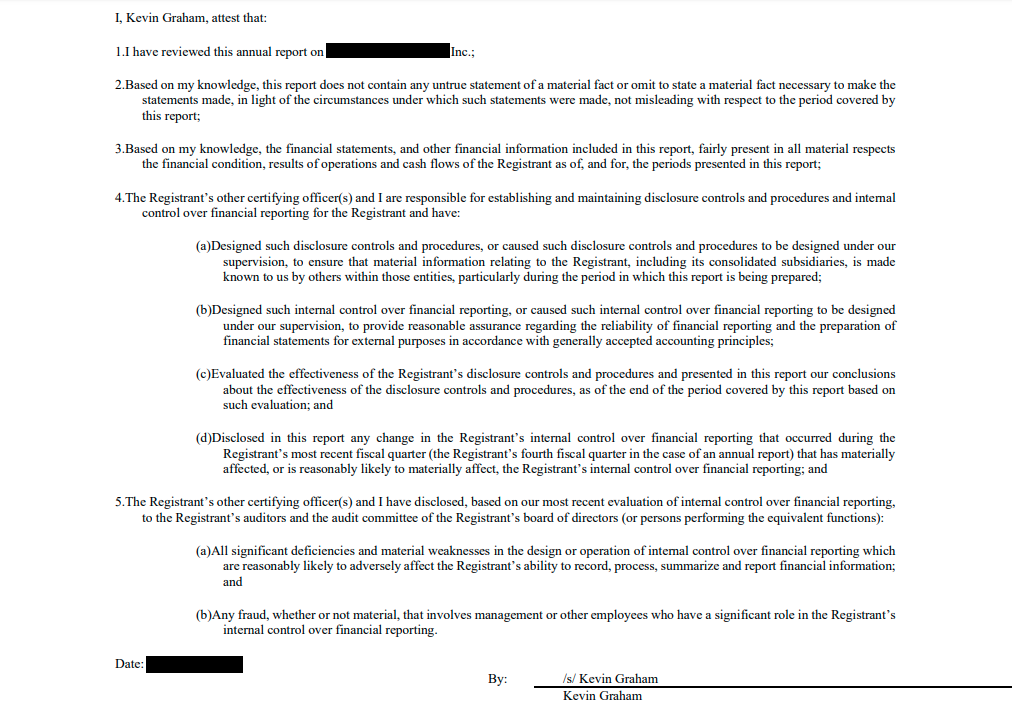 I, Kevin Graham, attest that:
1.I have reviewed this annual report on Inc.;
2.Based on my knowledge, this report does not contain any untrue statement of a material fact or omit to state a material fact necessary to make the
statements made, in light of the circumstances under which such statements were made, not misleading with respect to the period covered by
this report;
3.Based on my knowledge, the financial statements, and other financial information included in this report, fairly present in all material respects
the financial condition, results of operations and cash flows of the Registrant as of, and for, the periods presented in this report;
4.The Registrant’s other certifying officer(s) and I are responsible for establishing and maintaining disclosure controls and procedures and internal
control over financial reporting for the Registrant and have:
(a)Designed such disclosure controls and procedures, or caused such disclosure controls and procedures to be designed under our
supervision, to ensure that material information relating to the Registrant, including its consolidated subsidiaries, is made
known to us by others within those entities, particularly during the period in which this report is being prepared;
(b)Designed such internal control over financial reporting, or caused such internal control over financial reporting to be designed
under our supervision, to provide reasonable assurance regarding the reliability of financial reporting and the preparation of
financial statements for external purposes in accordance with generally accepted accounting principles;
(c)Evaluated the effectiveness of the Registrant’s disclosure controls and procedures and presented in this report our conclusions
about the effectiveness of the disclosure controls and procedures, as of the end of the period covered by this report based on
such evaluation; and
(d)Disclosed in this report any change in the Registrant’s internal control over financial reporting that occurred during the
Registrant’s most recent fiscal quarter (the Registrant’s fourth fiscal quarter in the case of an annual report) that has materially
affected, or is reasonably likely to materially affect, the Registrant’s internal control over financial reporting; and
5.The Registrant’s other certifying officer(s) and I have disclosed, based on our most recent evaluation of internal control over financial reporting,
to the Registrant’s auditors and the audit committee of the Registrant’s board of directors (or persons performing the equivalent functions):
(a)All significant deficiencies and material weaknesses in the design or operation of internal control over financial reporting which
are reasonably likely to adversely affect the Registrant’s ability to record, process, summarize and report financial information;
and
(b)Any fraud, whether or not material, that involves management or other employees who have a significant role in the Registrant’s
internal control over financial reporting.
Date:
By: /s/ Kevin Graham
Kevin Graham